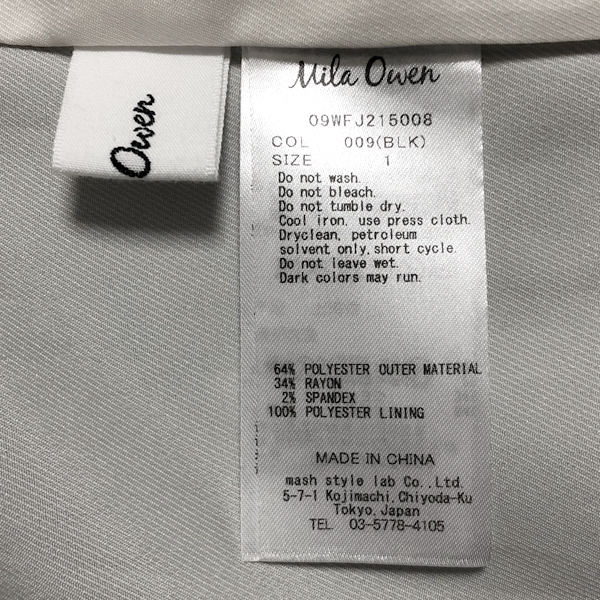 Owen
Mila Owen
09WFJ215008
COL 009(BLK)
SIZE 1
Do not wash.
Do not bleach.
Do not tumble dry.
Cool iron, use press cloth.
Dryclean, petroleum
solvent only, short cycle.
Do not leave wet.
Dark colors may run.
64% POLYESTER OUTER MATERIAL
34% RAYON
2% SPANDEX
100% POLYESTER LINING
MADE IN CHINA
mash style lab Co.,Ltd.
5-7-1 Kojimachi,Chiyoda-Ku
Tokyo,Japan
TEL 03-5778-4105